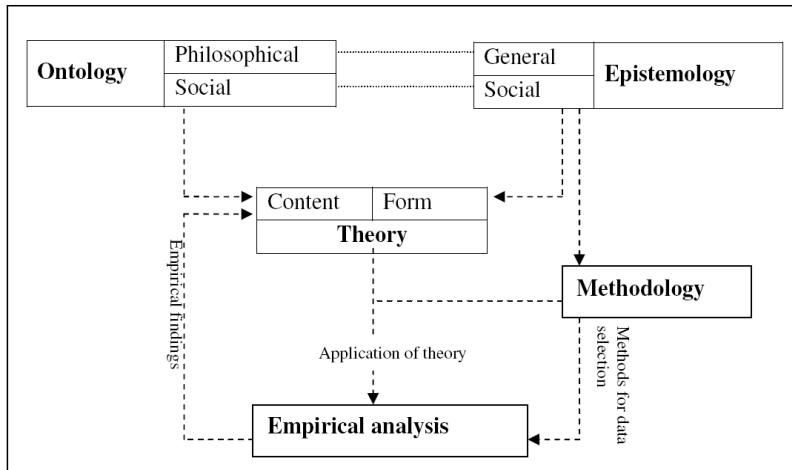 Ontology
Philosophical
Social
General
Social
Epistemology
Content
Form
Theory
Methodology
Empirical findings
Application of theory
Methods for data
selection
Empirical analysis